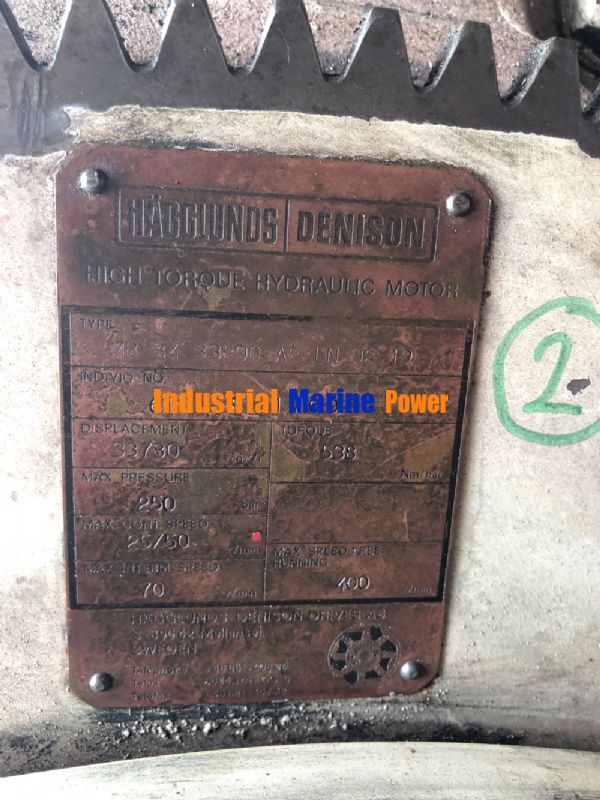 HÄGGLUNDS DENISON
HIGH TORQUE HYDRAULIC MOTOR
TYPE
34 33800
INDIVID-NO.
Industrial Marine Power
DISPLACEMENT TORQUE
538
Nm/bar
MAX. PRESSURE
250 bar
MAX. CONT. SPEED
25/50 r/min
MAX SPEED FREE
RUNNING
MAX INTERM. SPEED
70 r/min 400 r/min
HÄGGLUNDS DENISON DRIVES AB
SWEDEN
2